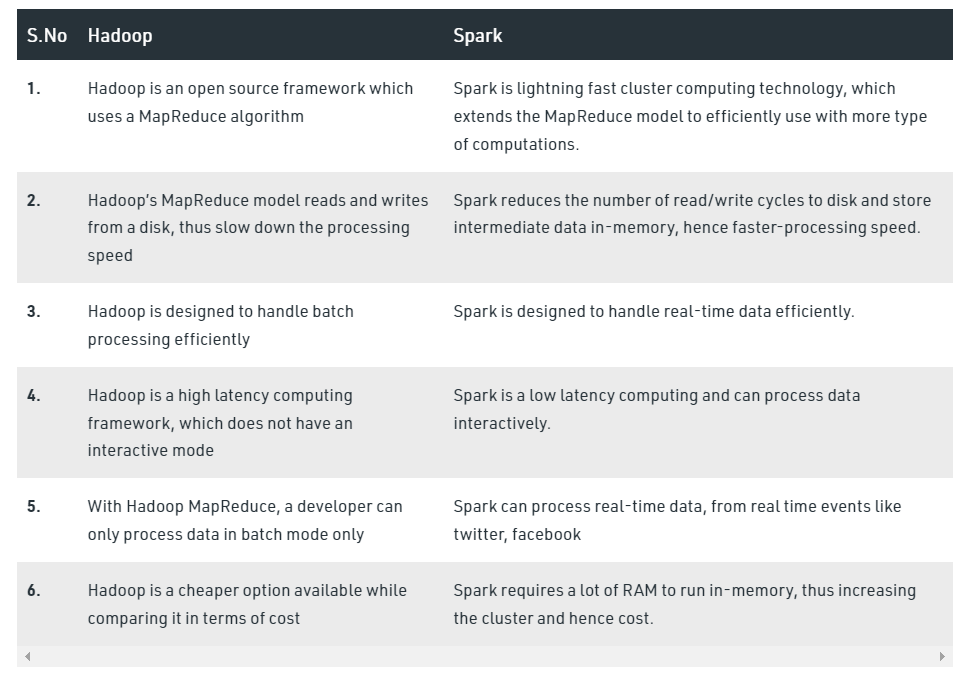 S.No Hadoop Spark
1. Hadoop is an open source framework which
uses a MapReduce algorithm
Spark is lightning fast cluster computing technology, which
extends the MapReduce model to efficiently use with more type
of computations.
2. Hadoop’s MapReduce model reads and writes
from a disk, thus slow down the processing
speed
Spark reduces the number of read/write cycles to disk and store
intermediate data in-memory, hence faster-processing speed.
3. Hadoop is designed to handle batch
processing efficiently
Spark is designed to handle real-time data efficiently.
4. Hadoop is a high latency computing
framework, which does not have an
interactive mode
Spark is a low latency computing and can process data
interactively.
5. With Hadoop MapReduce, a developer can
only process data in batch mode only
Spark can process real-time data, from real time events like
twitter, facebook
6. Hadoop is a cheaper option available while
comparing it in terms of cost
Spark requires a lot of RAM to run in-memory, thus increasing
the cluster and hence cost.